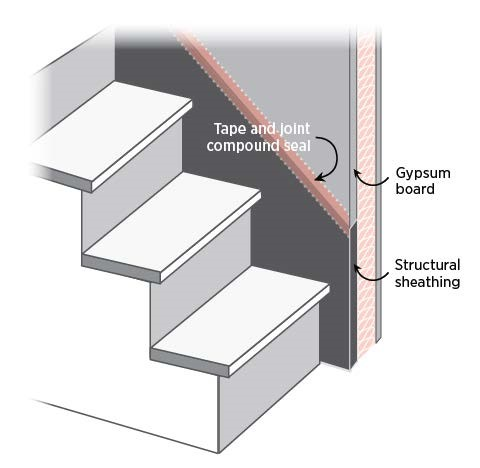 Tape and joint
compound seal
Gypsum
board
Structural
sheathing